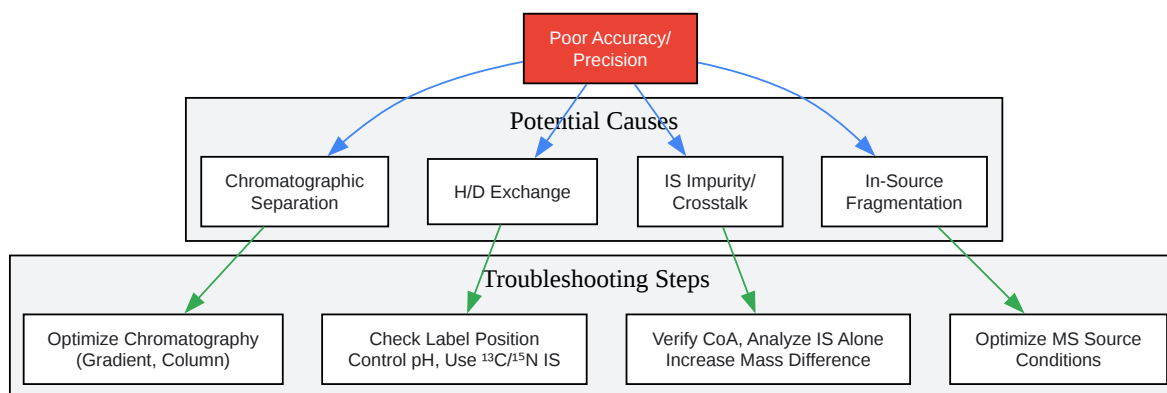 Poor Accuracy/
Precision
Potential Causes
Chromatographic
Separation
H/D Exchange
IS Impurity/
Crosstalk
In-Source
Fragmentation
Troubleshooting Steps
Optimize Chromatography
(Gradient, Column)
Check Label Position
Control pH, Use ¹³C/¹⁵N IS
Verify CoA, Analyze IS Alone
Increase Mass Difference
Optimize MS Source
Conditions